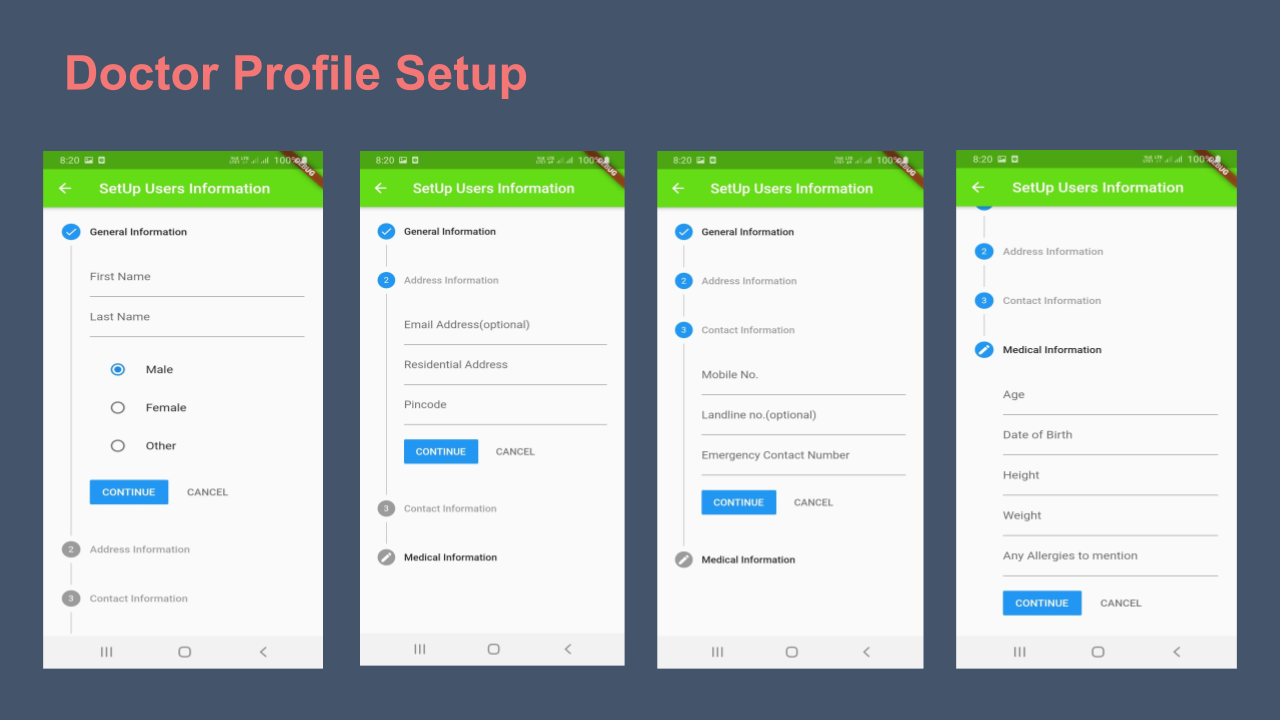 Doctor Profile Setup
8:20
100%
DEBUG
SetUp Users Information
General Information
First Name
Last Name
Male
Female
Other
CONTINUE CANCEL
2 Address Information
3 Contact Information
8:20
100%
DEBUG
SetUp Users Information
General Information
2 Address Information
Email Address(optional)
Residential Address
Pincode
CONTINUE CANCEL
3 Contact Information
Medical Information
8:20
100%
DEBUG
SetUp Users Information
General Information
2 Address Information
3 Contact Information
Mobile No.
Landline no.(optional)
Emergency Contact Number
CONTINUE CANCEL
Medical Information
8:20
100%
DEBUG
SetUp Users Information
2 Address Information
3 Contact Information
Medical Information
Age
Date of Birth
Height
Weight
Any Allergies to mention
CONTINUE CANCEL